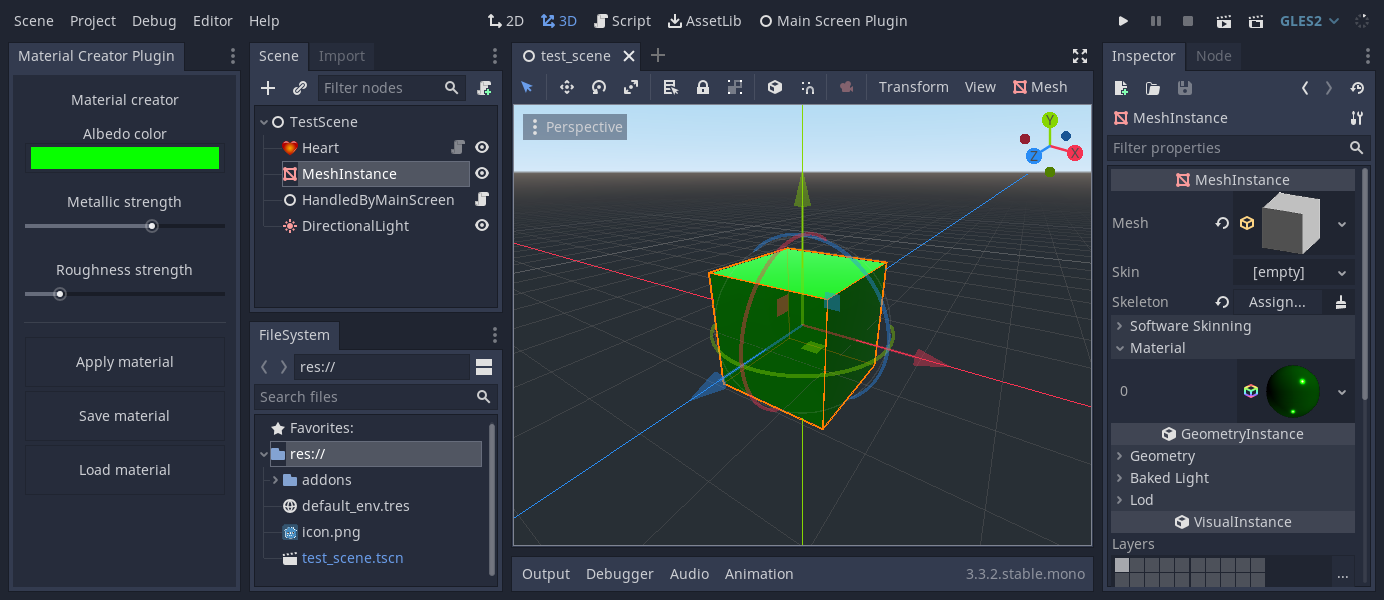 Scene Project Debug Editor Help
2D 3D Script AssetLib Main Screen Plugin
GLES2
Material Creator Plugin
Material creator
Albedo color
Metallic strength
Roughness strength
Apply material
Save material
Load material
Scene Import
Filter nodes
TestScene
Heart
MeshInstance
HandledByMainScreen
DirectionalLight
FileSystem
res://
Search files
Favorites:
res://
addons
default_env.tres
icon.png
test_scene.tscn
test_scene
Transform View Mesh
Perspective
Y
X
Z
Output Debugger Audio Animation 3.3.2.stable.mono
Inspector Node
MeshInstance
Filter properties
MeshInstance
Mesh
Skin [empty]
Skeleton Assign...
Software Skinning
Material
0
GeometryInstance
Geometry
Baked Light
Lod
VisualInstance
Layers
...